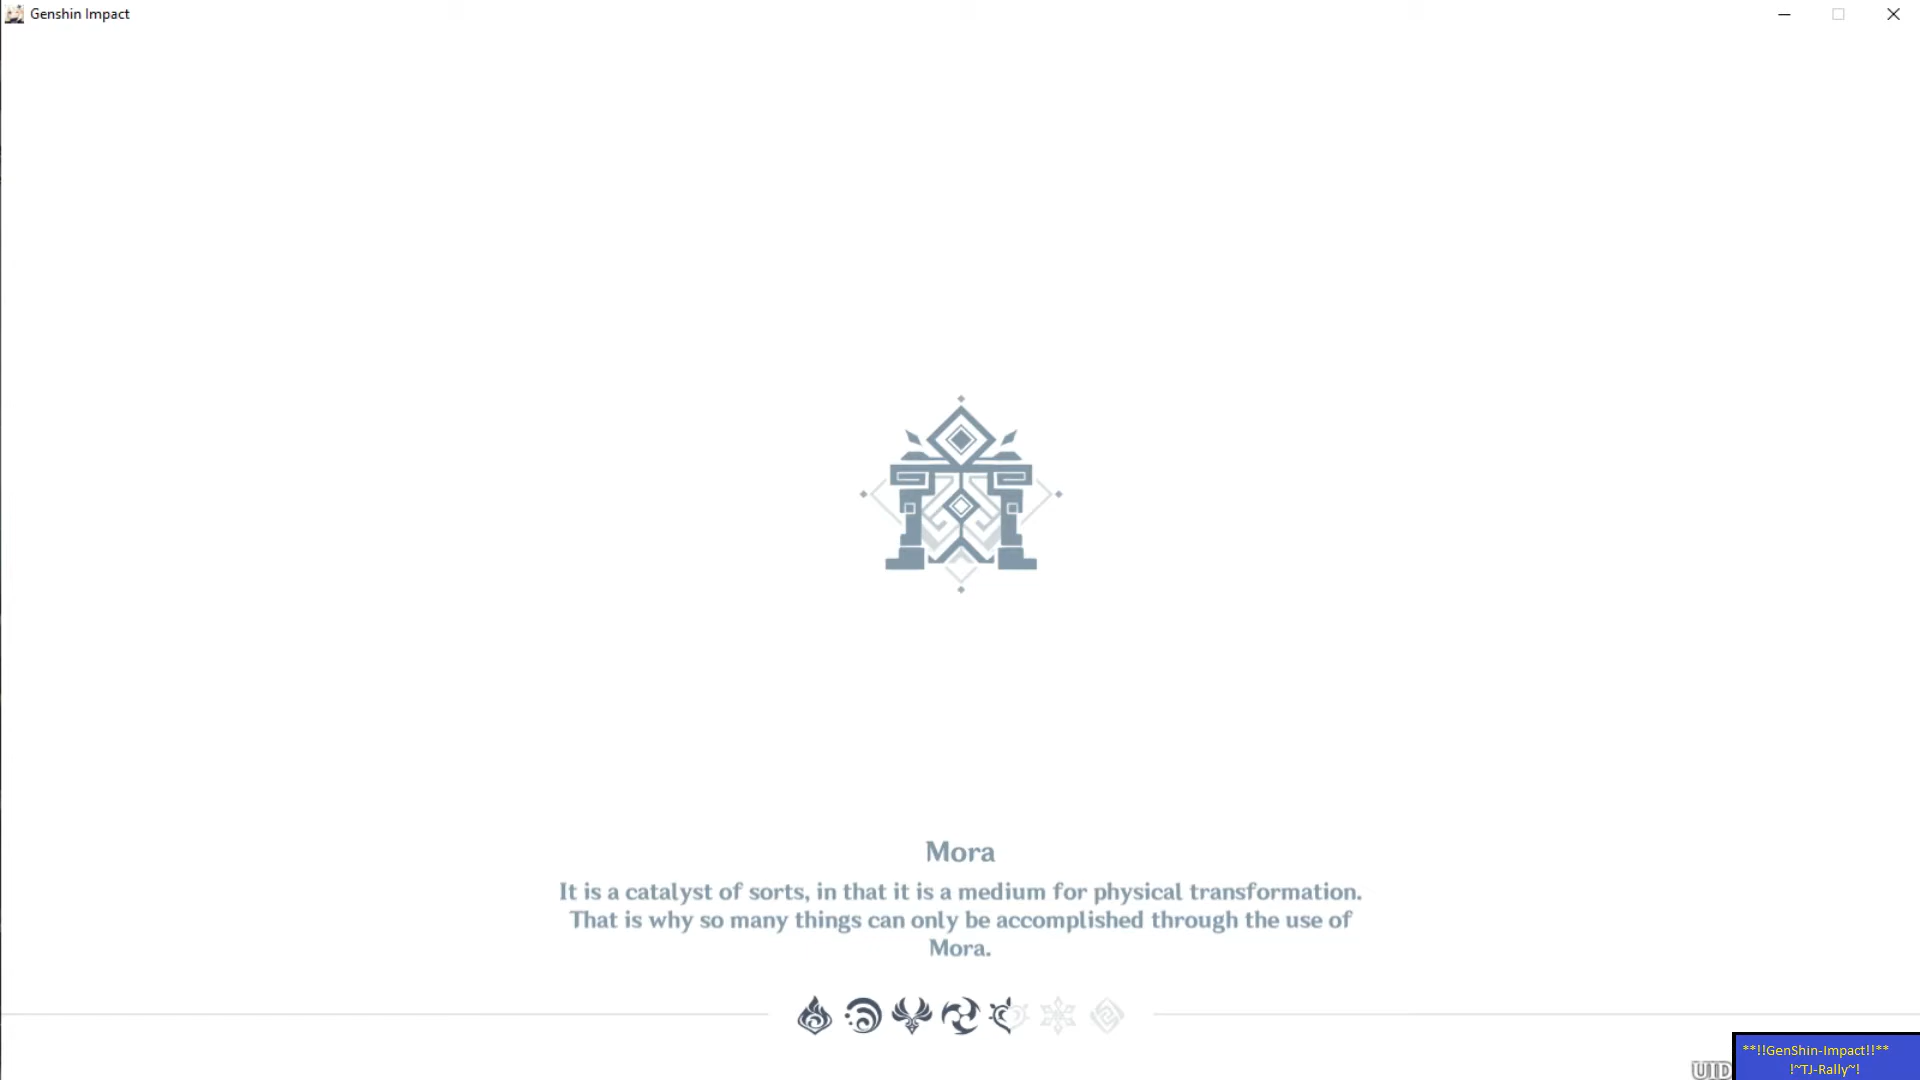 Genshin Impact
Mora
It is a catalyst of sorts, in that it is a medium for physical transformation.
That is why so many things can only be accomplished through the use of
Mora.
UID
**!!GenShin-Impact!!**
!~TJ-Rally~!